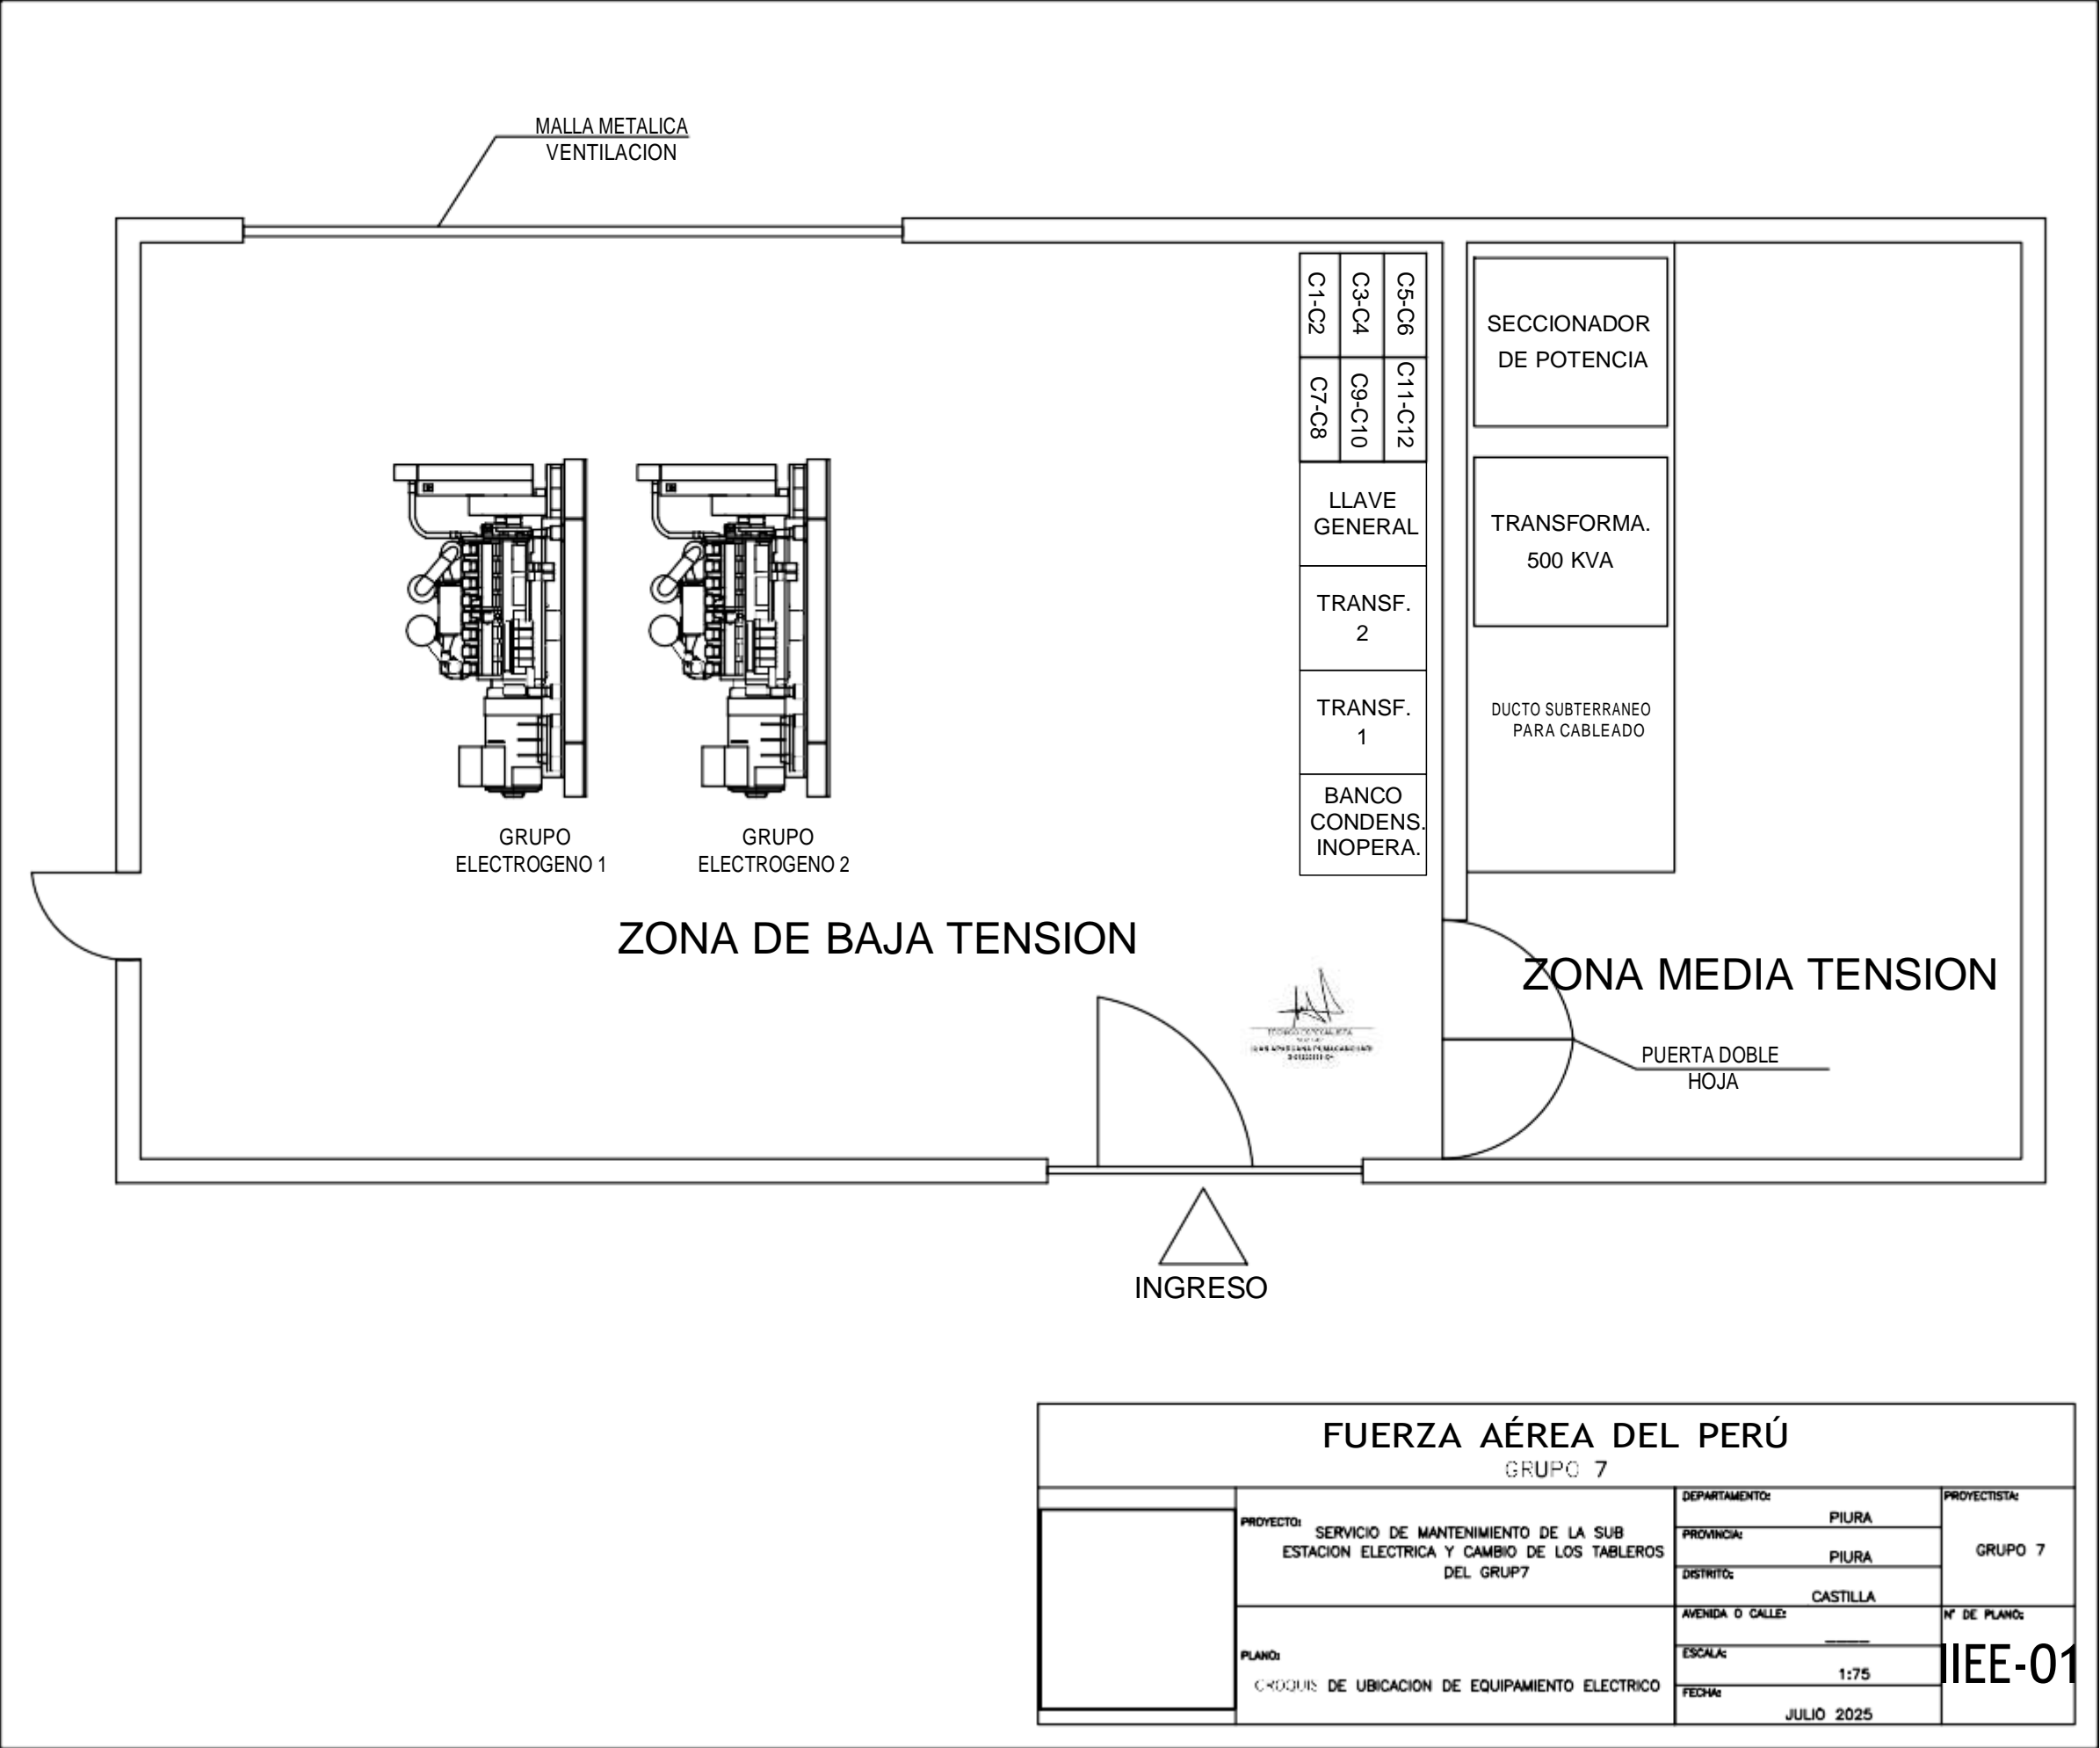 MALLA METALICA
VENTILACION
C1-C2
C3-C4
C5-C6
C7-C8
C9-C10
C11-C12
LLAVE
GENERAL
TRANSF.
2
TRANSF.
1
BANCO
CONDENS.
INOPERA.
SECCIONADOR
DE POTENCIA
TRANSFORMA.
500 KVA
DUCTO SUBTERRANEO
PARA CABLEADO
GRUPO
ELECTROGENO 1
GRUPO
ELECTROGENO 2
ZONA DE BAJA TENSION
ZONA MEDIA TENSION
PUERTA DOBLE
HOJA
INGRESO
FUERZA AÉREA DEL PERÚ
GRUPO 7
PROYECTO:
SERVICIO DE MANTENIMIENTO DE LA SUB
ESTACION ELECTRICA Y CAMBIO DE LOS TABLEROS
DEL GRUP7
PLANO:
CROQUIS DE UBICACION DE EQUIPAMIENTO ELECTRICO
DEPARTAMENTO:
PIURA
PROVINCIA:
PIURA
DISTRITO:
CASTILLA
AVENIDA O CALLE:
____
ESCALA:
1:75
FECHA:
JULIO 2025
PROYECTISTA:
GRUPO 7
N° DE PLANO:
IIEE-01